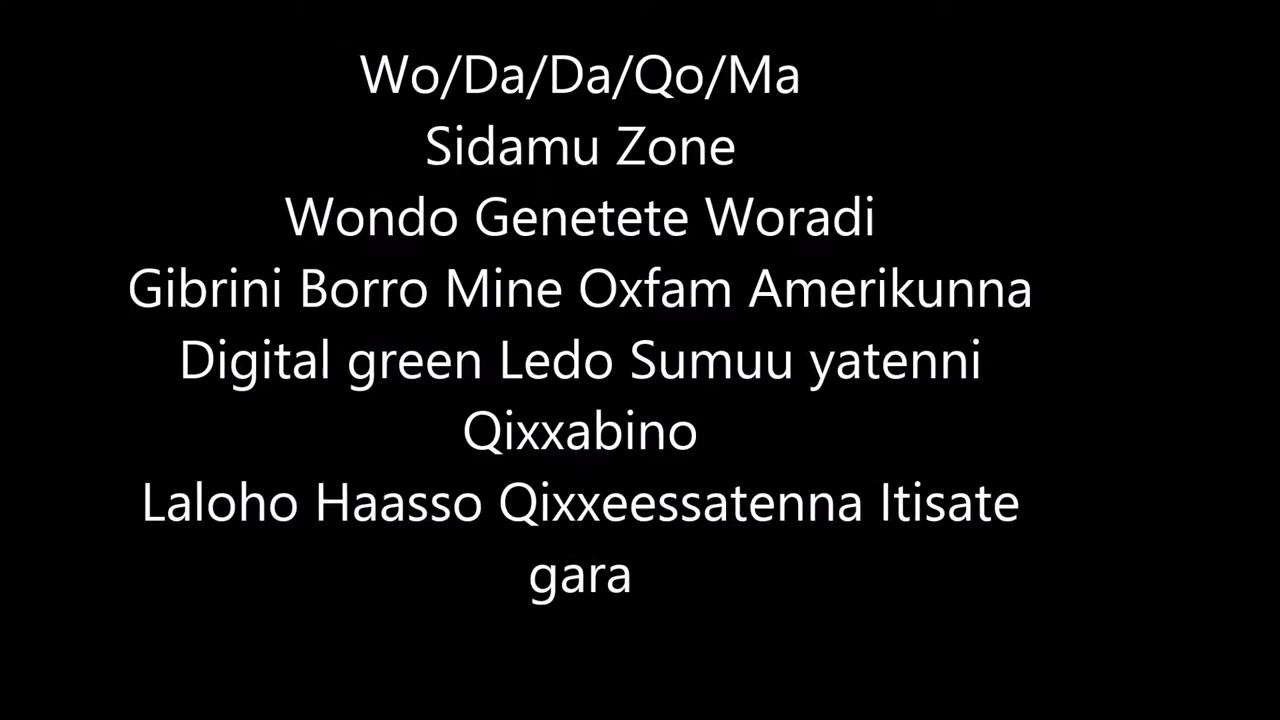 Wo/Da/Da/Qo/Ma
Sidamu Zone
Wondo Genetete Woradi
Gibrini Borro Mine Oxfam Amerikunna
Digital green Ledo Sumuu yatenni
Qixxabino
Laloho Haasso Qixxeessatenna Itisate
gara